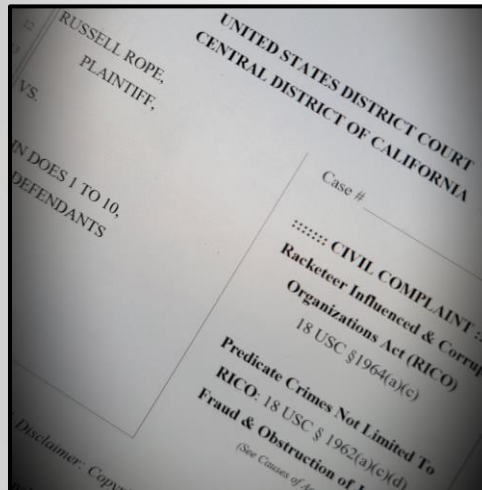 12
RUSSELL ROPE,
PLAINTIFF,
VS.
DOES 1 TO 10,
DEFENDANTS
UNITED STATES DISTRICT COURT
CENTRAL DISTRICT OF CALIFORNIA
Case #
::::::: CIVIL COMPLAINT :
Racketeer Influenced & Corrup
Organizations Act (RICO)
18 USC §1964(a)(c)
Predicate Crimes Not Limited To
RICO: 18 USC § 1962(a)(c)(d)
Fraud & Obstruction of J
(See Causes of A
Disclaimer: Copyri